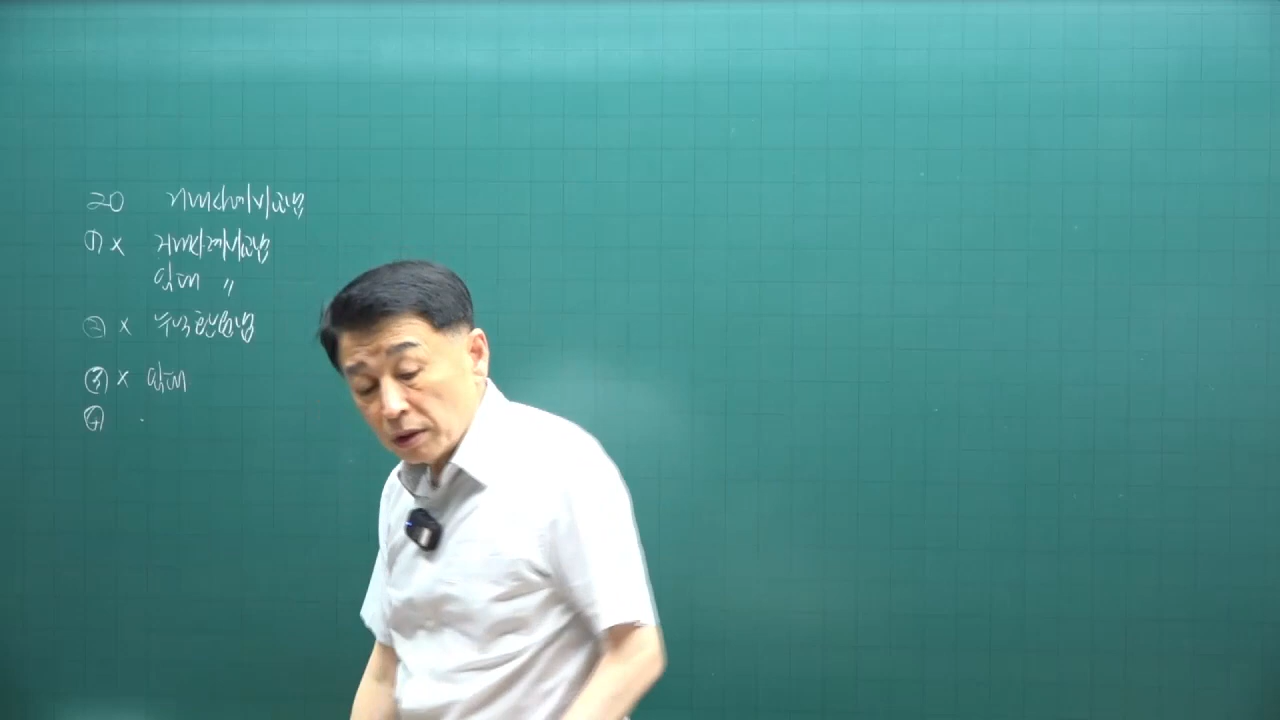 20 거래사례비교법
① × 거래사례비교법
임대 〃
② × 수익환원법
③ × 임대
④